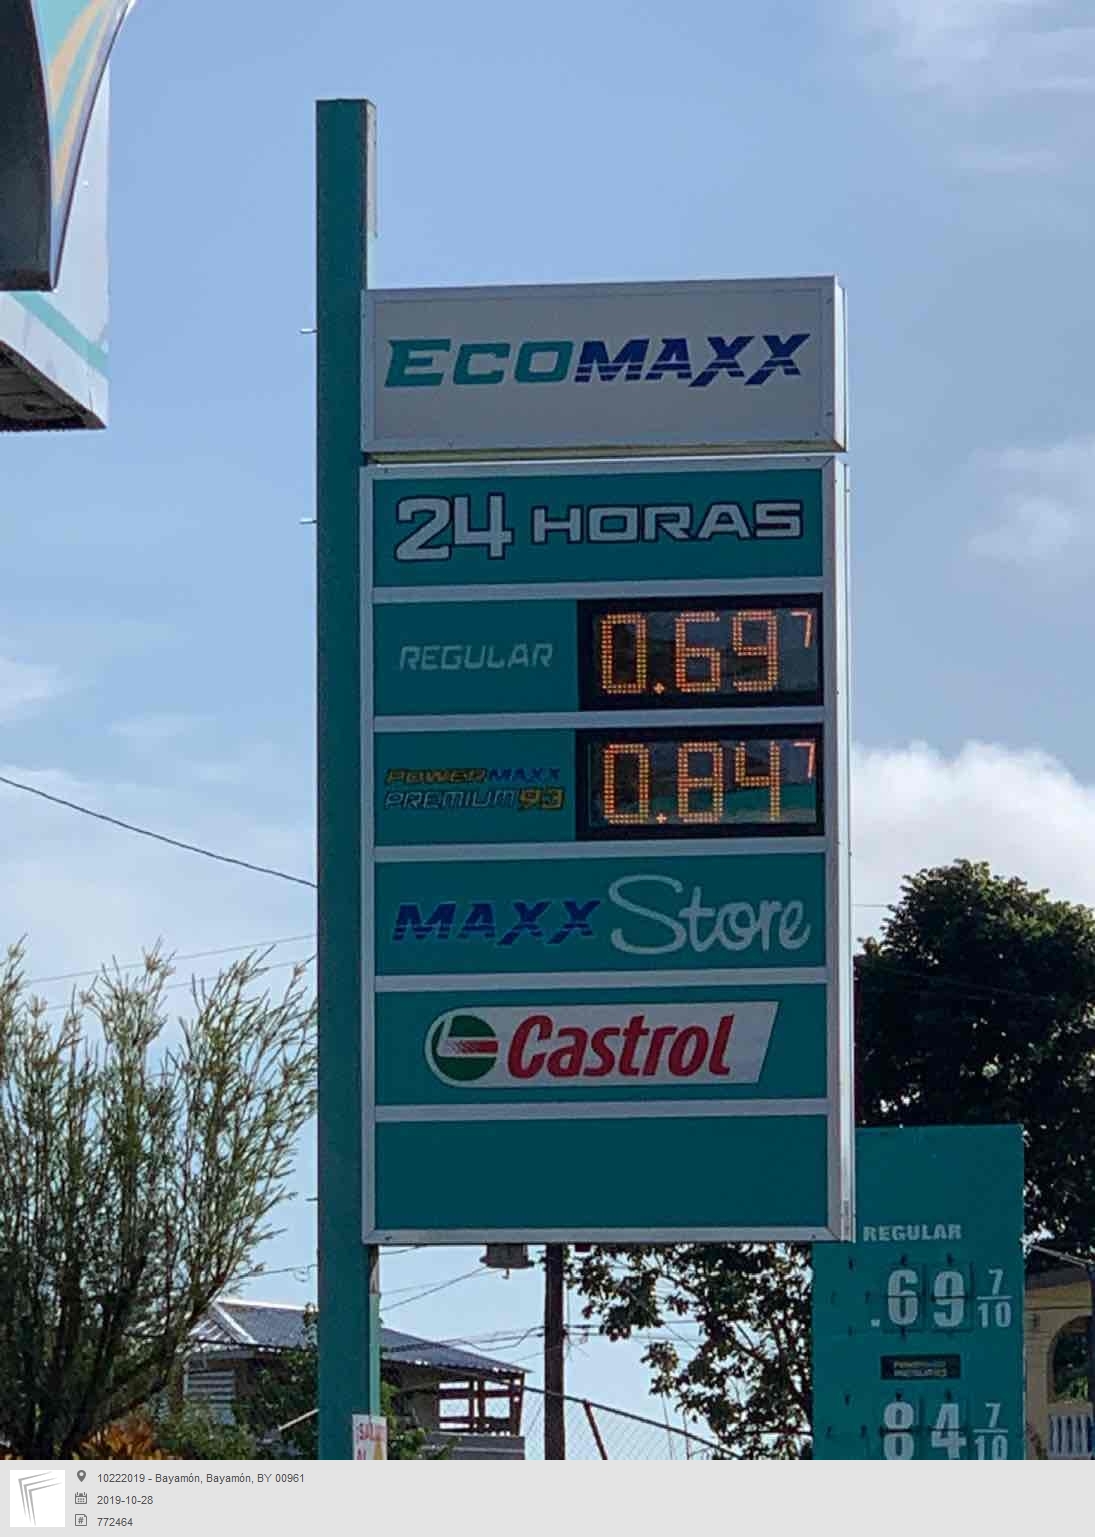 ECOMAXX
24 HORAS
REGULAR 0.69 7
POWERMAXX
PREMIUM 93 0.84 7
MAXX Store
Castrol
REGULAR
.69 7/10
84 7/10
10222019 - Bayamón, Bayamón, BY 00961
2019-10-28
772464